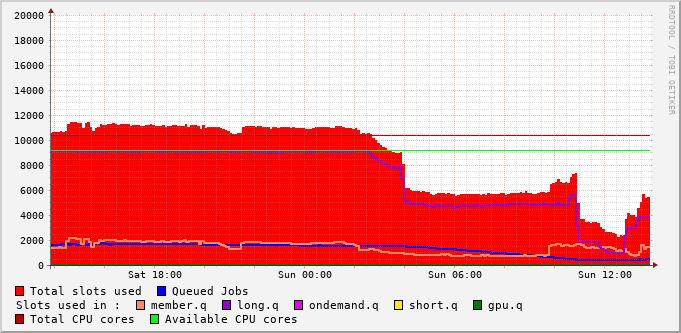 RRDTOOL / TOBI OETIKER
20000
18000
16000
14000
12000
10000
8000
6000
4000
2000
0
Sat 18:00 Sun 00:00 Sun 06:00 Sun 12:00
Total slots used Queued Jobs
Slots used in : member.q long.q ondemand.q short.q gpu.q
Total CPU cores Available CPU cores